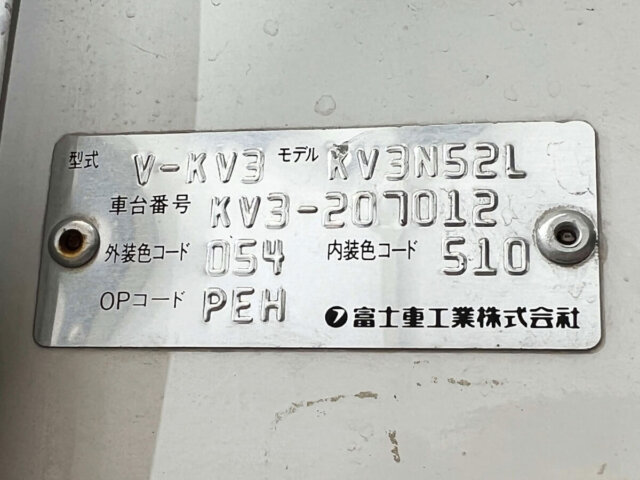 型式 V-KV3 モデル KV3N52L
車台番号 KV3-207012
外装色コード 054 内装色コード 510
OPコード PEH フ 富士重工業株式会社